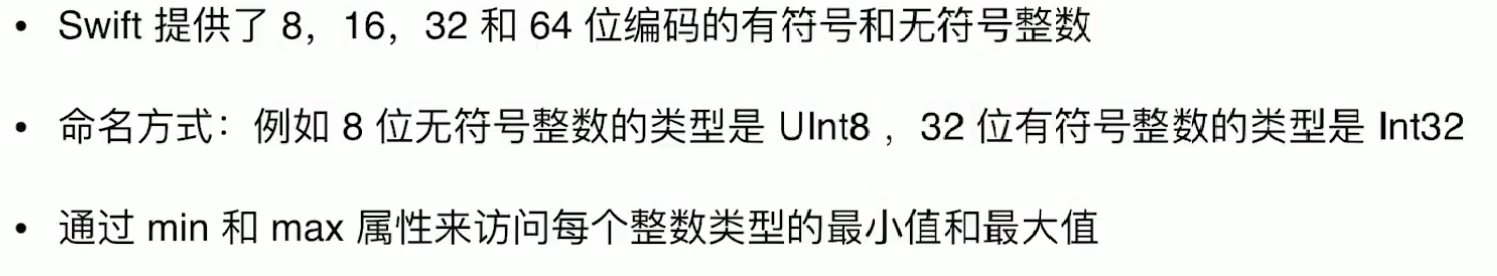 • Swift 提供了 8，16，32 和 64 位编码的有符号和无符号整数
• 命名方式：例如 8 位无符号整数的类型是 UInt8 ，32 位有符号整数的类型是 Int32
• 通过 min 和 max 属性来访问每个整数类型的最小值和最大值